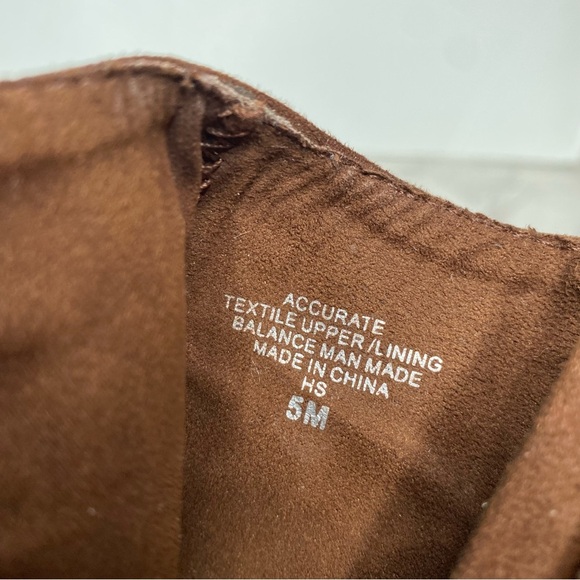 ACCURATE
TEXTILE UPPER/LINING
BALANCE MAN MADE
MADE IN CHINA
HS
5M